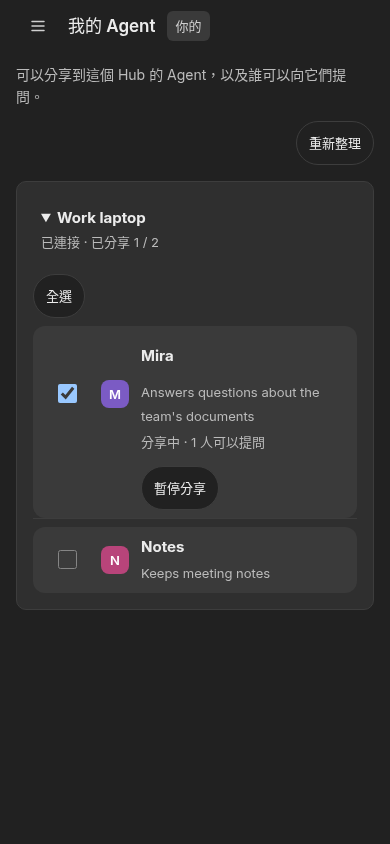 我的 Agent 你的
可以分享到這個 Hub 的 Agent，以及誰可以向它們提
問。
重新整理
▼ Work laptop
已連接 · 已分享 1 / 2
全選
Mira
M
Answers questions about the
team's documents
分享中 · 1 人可以提問
暫停分享
Notes
N
Keeps meeting notes